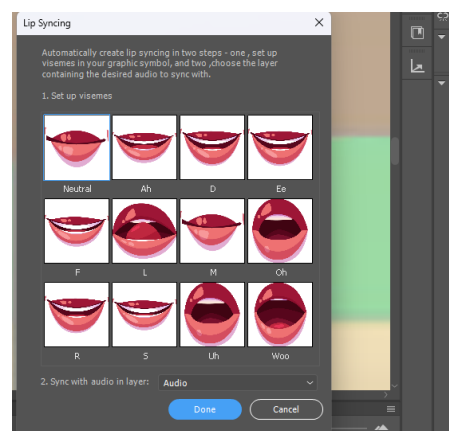 Lip Syncing
Automatically create lip syncing in two steps - one , set up
visemes in your graphic symbol, and two ,choose the layer
containing the desired audio to sync with.
1. Set up visemes
Neutral Ah D Ee
F L M Oh
R S Uh Woo
2. Sync with audio in layer: Audio
Done Cancel